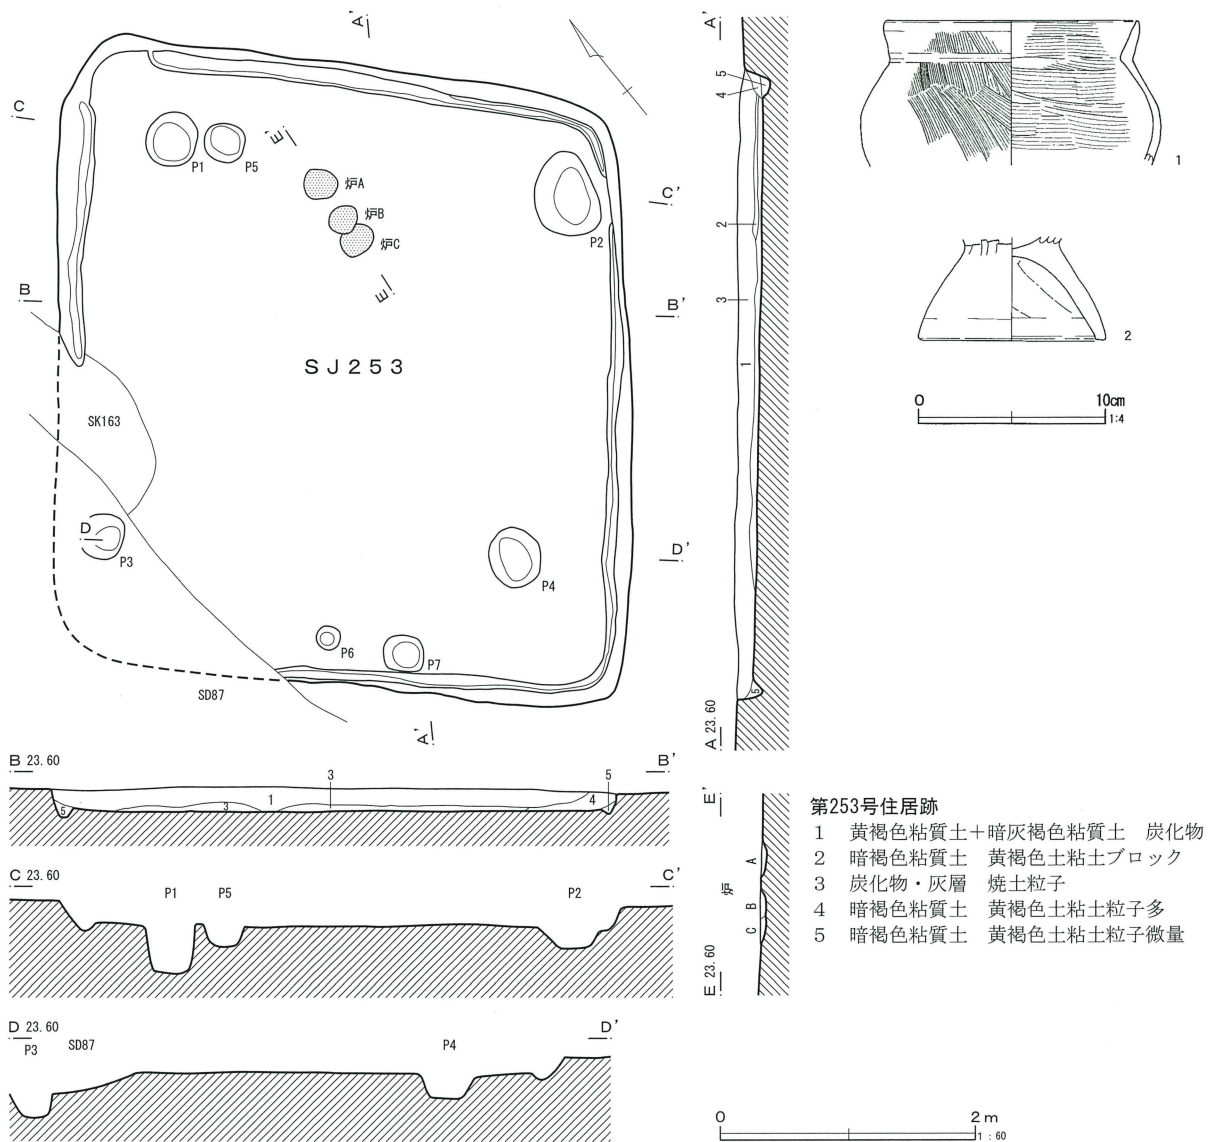 A'
C
P1
P5
E'
炉A
炉B
炉C
E
P2
C'
B
B'
SJ253
SK163
D
P3
P4
D'
P6
P7
SD87
A'
A'
5
4
2
3
1
5
A 23.60
1
2
0 10cm
1:4
B 23.60
B'
3
5
5
3
1
4
C 23.60
C'
P1
P5
P2
D 23.60
D'
P3
SD87
P4
E'
炉
A
B
C
E 23.60
第253号住居跡
1 黄褐色粘質土+暗灰褐色粘質土 炭化物
2 暗褐色粘質土 黄褐色土粘土ブロック
3 炭化物・灰層 焼土粒子
4 暗褐色粘質土 黄褐色土粘土粒子多
5 暗褐色粘質土 黄褐色土粘土粒子微量
0 2m
1:60